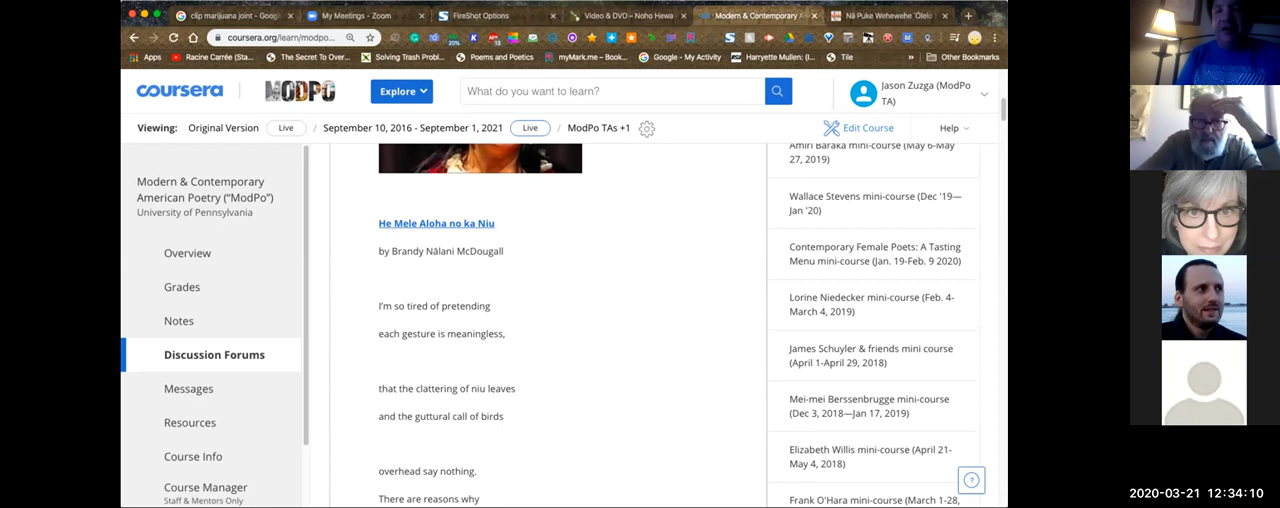 clip marijuana joint - Goog
My Meetings - Zoom
FireShot Options
Video & DVD – Noho Hewa
Modern & Contemporary
Nā Puke Wehewehe ʻŌlelo
coursera.org/learn/modpo...
Apps
Racine Carrée (Sta...
The Secret To Over...
Solving Trash Probl...
Poems and Poetics
myMark.me – Book...
Google - My Activity
Harryette Mullen: (I...
Tile
»
Other Bookmarks
coursera
MODPO
Explore
What do you want to learn?
Jason Zuzga (ModPo
TA)
Viewing:
Original Version
Live
/ September 10, 2016 - September 1, 2021
Live
/ ModPo TAs +1
Edit Course
Help
Modern & Contemporary
American Poetry (“ModPo”)
University of Pennsylvania
Overview
Grades
Notes
Discussion Forums
Messages
Resources
Course Info
Course Manager
Staff & Mentors Only
He Mele Aloha no ka Niu
by Brandy Nālani McDougall
I’m so tired of pretending
each gesture is meaningless,
that the clattering of niu leaves
and the guttural call of birds
overhead say nothing.
There are reasons why
Amiri Baraka mini-course (May 6-May
27, 2019)
Wallace Stevens mini-course (Dec '19—
Jan '20)
Contemporary Female Poets: A Tasting
Menu mini-course (Jan. 19-Feb. 9 2020)
Lorine Niedecker mini-course (Feb. 4-
March 4, 2019)
James Schuyler & friends mini course
(April 1-April 29, 2018)
Mei-mei Berssenbrugge mini-course
(Dec 3, 2018—Jan 17, 2019)
Elizabeth Willis mini-course (April 21-
May 4, 2018)
Frank O'Hara mini-course (March 1-28,
2020-03-21 12:34:10